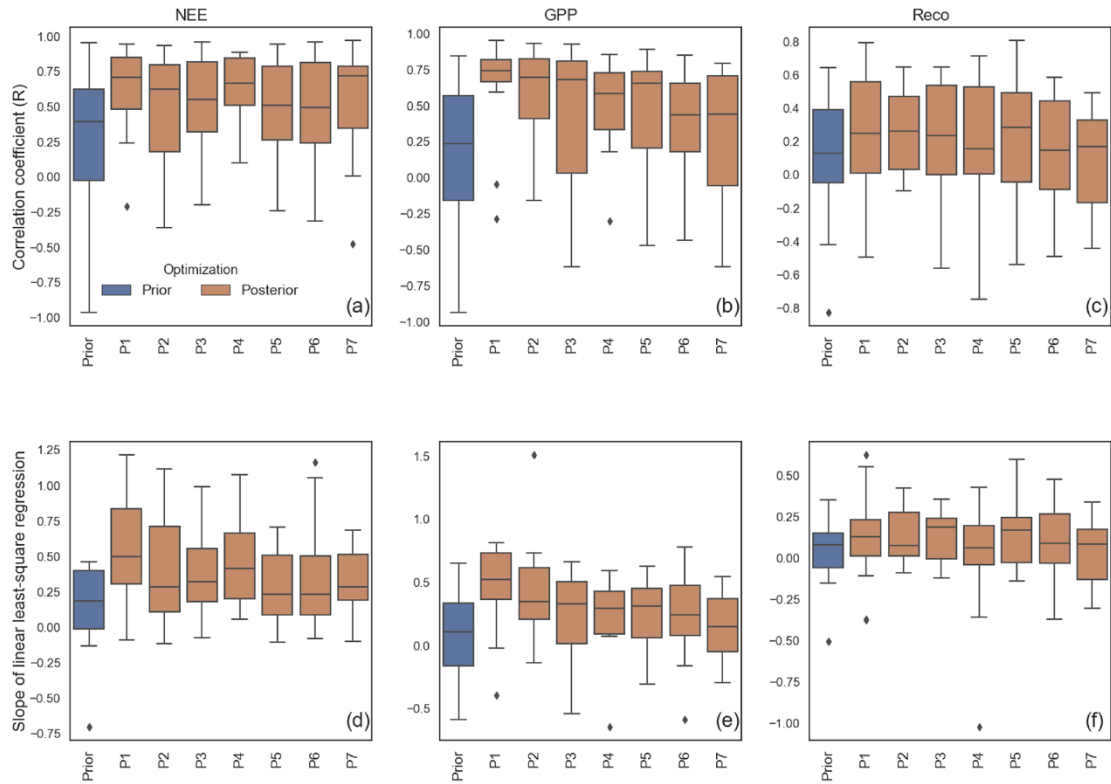 NEE
GPP
Reco
Correlation coefficient (R)
1.00
0.75
0.50
0.25
0.00
−0.25
−0.50
−0.75
−1.00
Optimization
Prior
Posterior
(a)
Prior
P1
P2
P3
P4
P5
P6
P7
1.00
0.75
0.50
0.25
0.00
−0.25
−0.50
−0.75
−1.00
(b)
Prior
P1
P2
P3
P4
P5
P6
P7
0.8
0.6
0.4
0.2
0.0
−0.2
−0.4
−0.6
−0.8
(c)
Prior
P1
P2
P3
P4
P5
P6
P7
Slope of linear least-square regression
1.25
1.00
0.75
0.50
0.25
0.00
−0.25
−0.50
−0.75
(d)
Prior
P1
P2
P3
P4
P5
P6
P7
1.5
1.0
0.5
0.0
−0.5
(e)
Prior
P1
P2
P3
P4
P5
P6
P7
0.50
0.25
0.00
−0.25
−0.50
−0.75
−1.00
(f)
Prior
P1
P2
P3
P4
P5
P6
P7